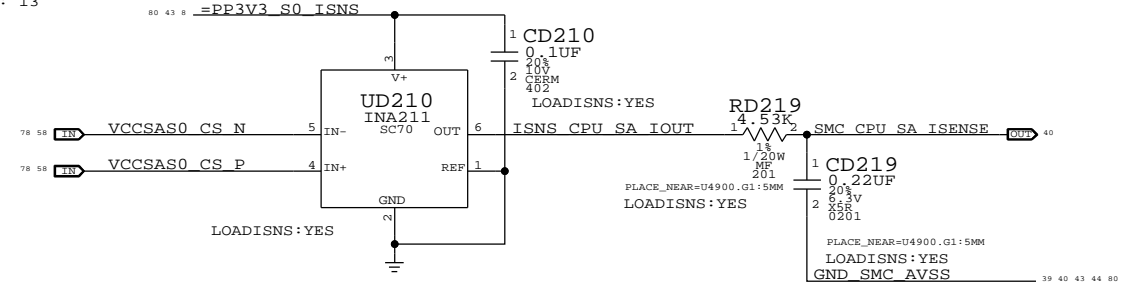 : 13
80 43 8 =PP3V3_S0_ISNS
1 CD210
0.1UF
20%
10V
2 CERM
402
LOADISNS:YES
3
V+
UD210
INA211
SC70
78 58 IN VCCSAS0_CS_N 5 IN- OUT 6 ISNS_CPU_SA_IOUT
78 58 IN VCCSAS0_CS_P 4 IN+ REF 1
GND
2
LOADISNS:YES
RD219
4.53K
1 2 SMC_CPU_SA_ISENSE OUT 40
1%
1/20W
MF
201
PLACE_NEAR=U4900.G1:5MM
LOADISNS:YES
1 CD219
0.22UF
20%
6.3V
2 X5R
0201
PLACE_NEAR=U4900.G1:5MM
LOADISNS:YES
GND_SMC_AVSS 39 40 43 44 80